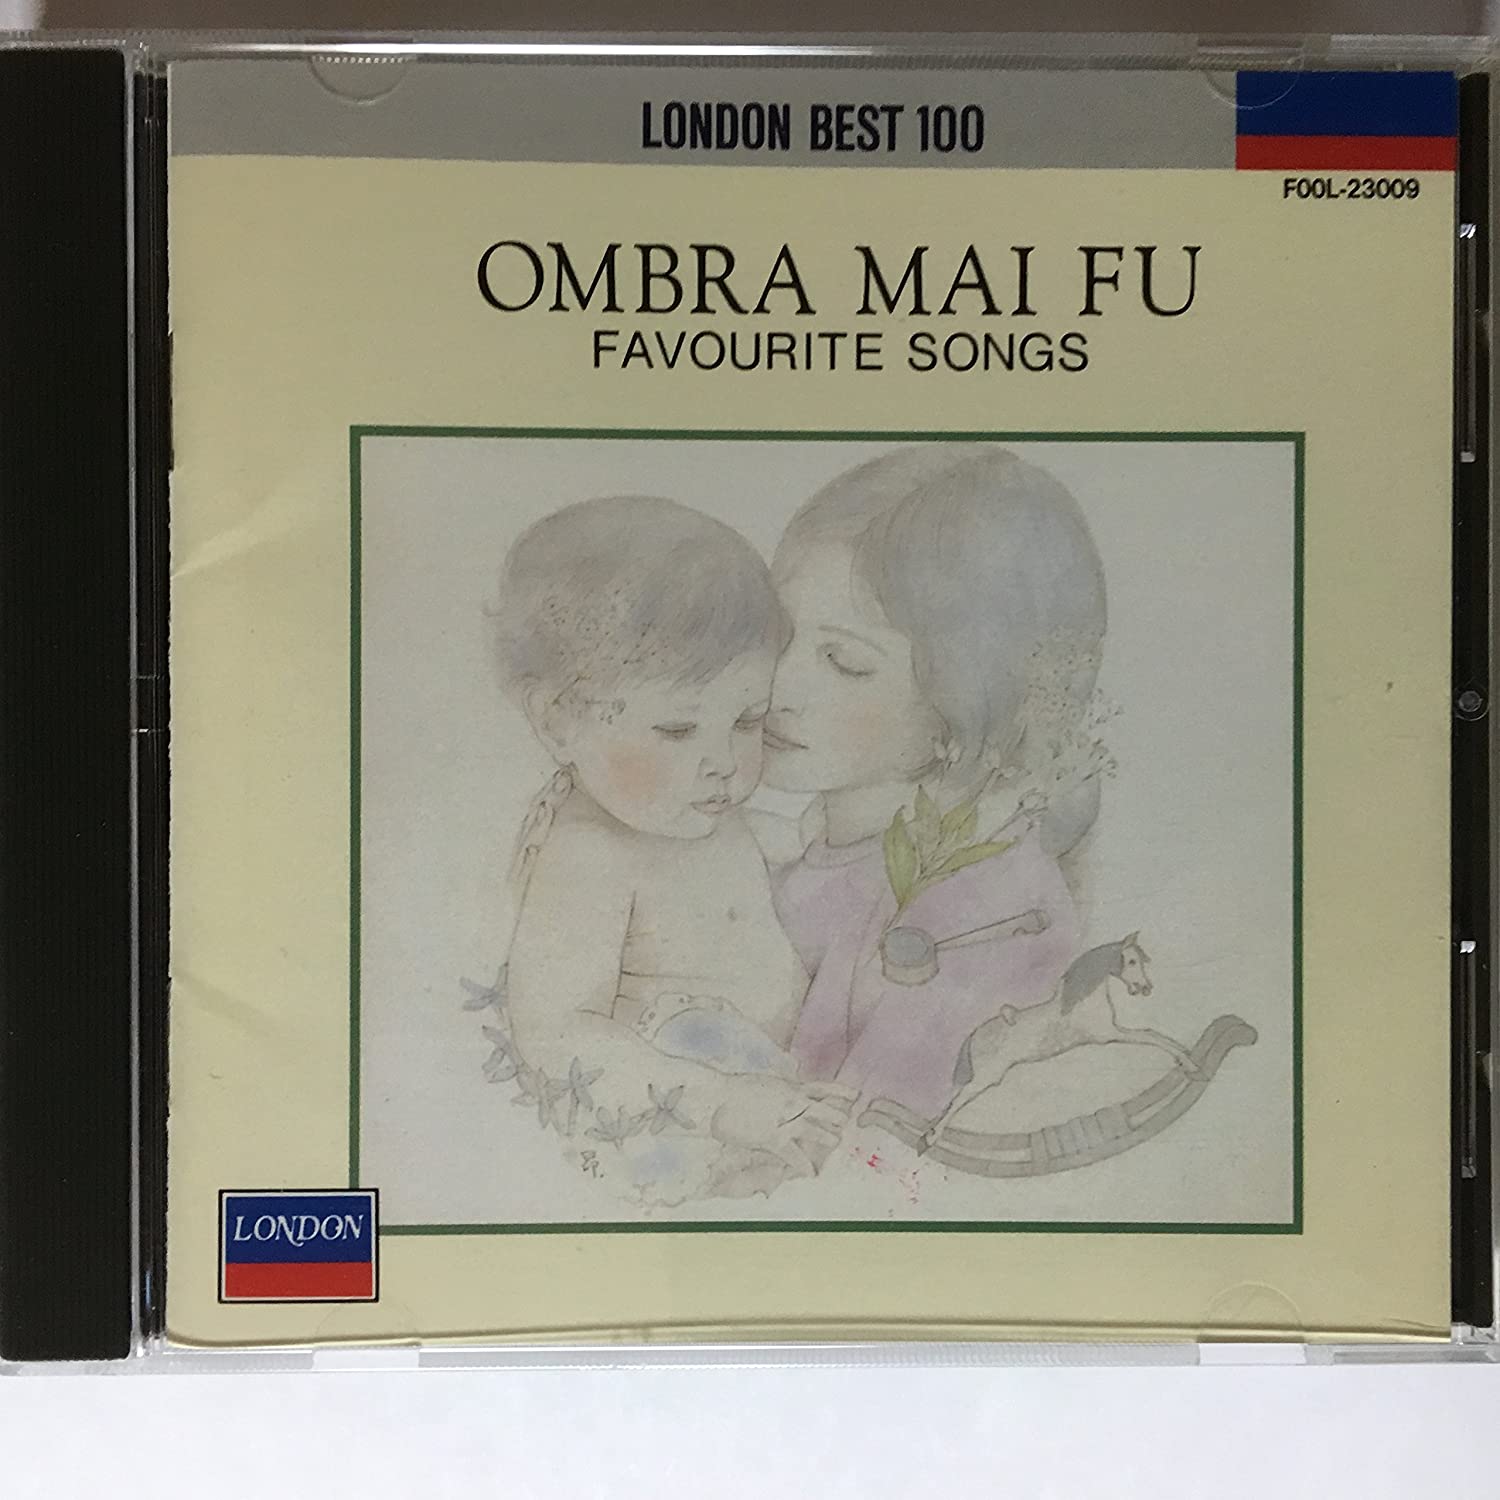 LONDON BEST 100
F00L-23009
OMBRA MAI FU
FAVOURITE SONGS
LONDON